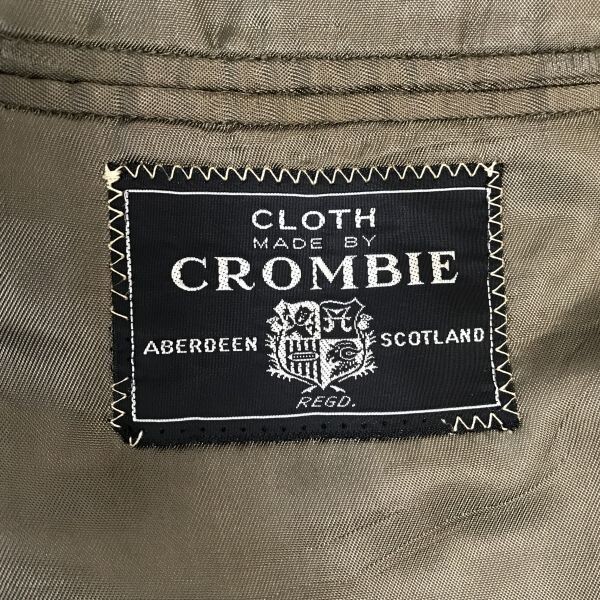 CLOTH
MADE BY
CROMBIE
ABERDEEN SCOTLAND
REGD.